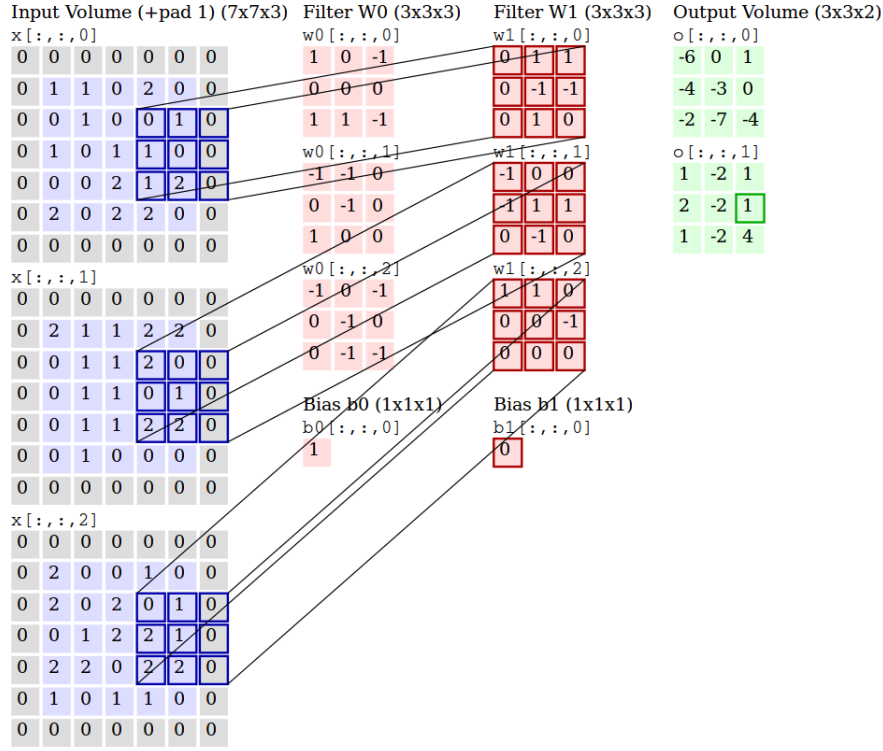 Input Volume (+pad 1) (7x7x3)
x[:,:,0]
0 0 0 0 0 0 0
0 1 1 0 2 0 0
0 0 1 0 0 1 0
0 1 0 1 1 0 0
0 0 0 2 1 2 0
0 2 0 2 2 0 0
0 0 0 0 0 0 0
x[:,:,1]
0 0 0 0 0 0 0
0 2 1 1 2 2 0
0 0 1 1 2 0 0
0 0 1 1 0 1 0
0 0 1 1 2 2 0
0 0 1 0 0 0 0
0 0 0 0 0 0 0
x[:,:,2]
0 0 0 0 0 0 0
0 2 0 0 1 0 0
0 2 0 2 0 1 0
0 0 1 2 2 1 0
0 2 2 0 2 2 0
0 1 0 1 1 0 0
0 0 0 0 0 0 0
Filter W0 (3x3x3)
w0[:,:,0]
1 0 -1
0 0 0
1 1 -1
w0[:,:,1]
-1 -1 0
0 -1 0
1 0 0
w0[:,:,2]
-1 0 -1
0 -1 0
0 -1 -1
Bias b0 (1x1x1)
b0[:,:,0]
1
Filter W1 (3x3x3)
w1[:,:,0]
0 1 1
0 -1 -1
0 1 0
w1[:,:,1]
-1 0 0
-1 1 1
0 -1 0
w1[:,:,2]
1 1 0
0 0 -1
0 0 0
Bias b1 (1x1x1)
b1[:,:,0]
0
Output Volume (3x3x2)
o[:,:,0]
-6 0 1
-4 -3 0
-2 -7 -4
o[:,:,1]
1 -2 1
2 -2 1
1 -2 4